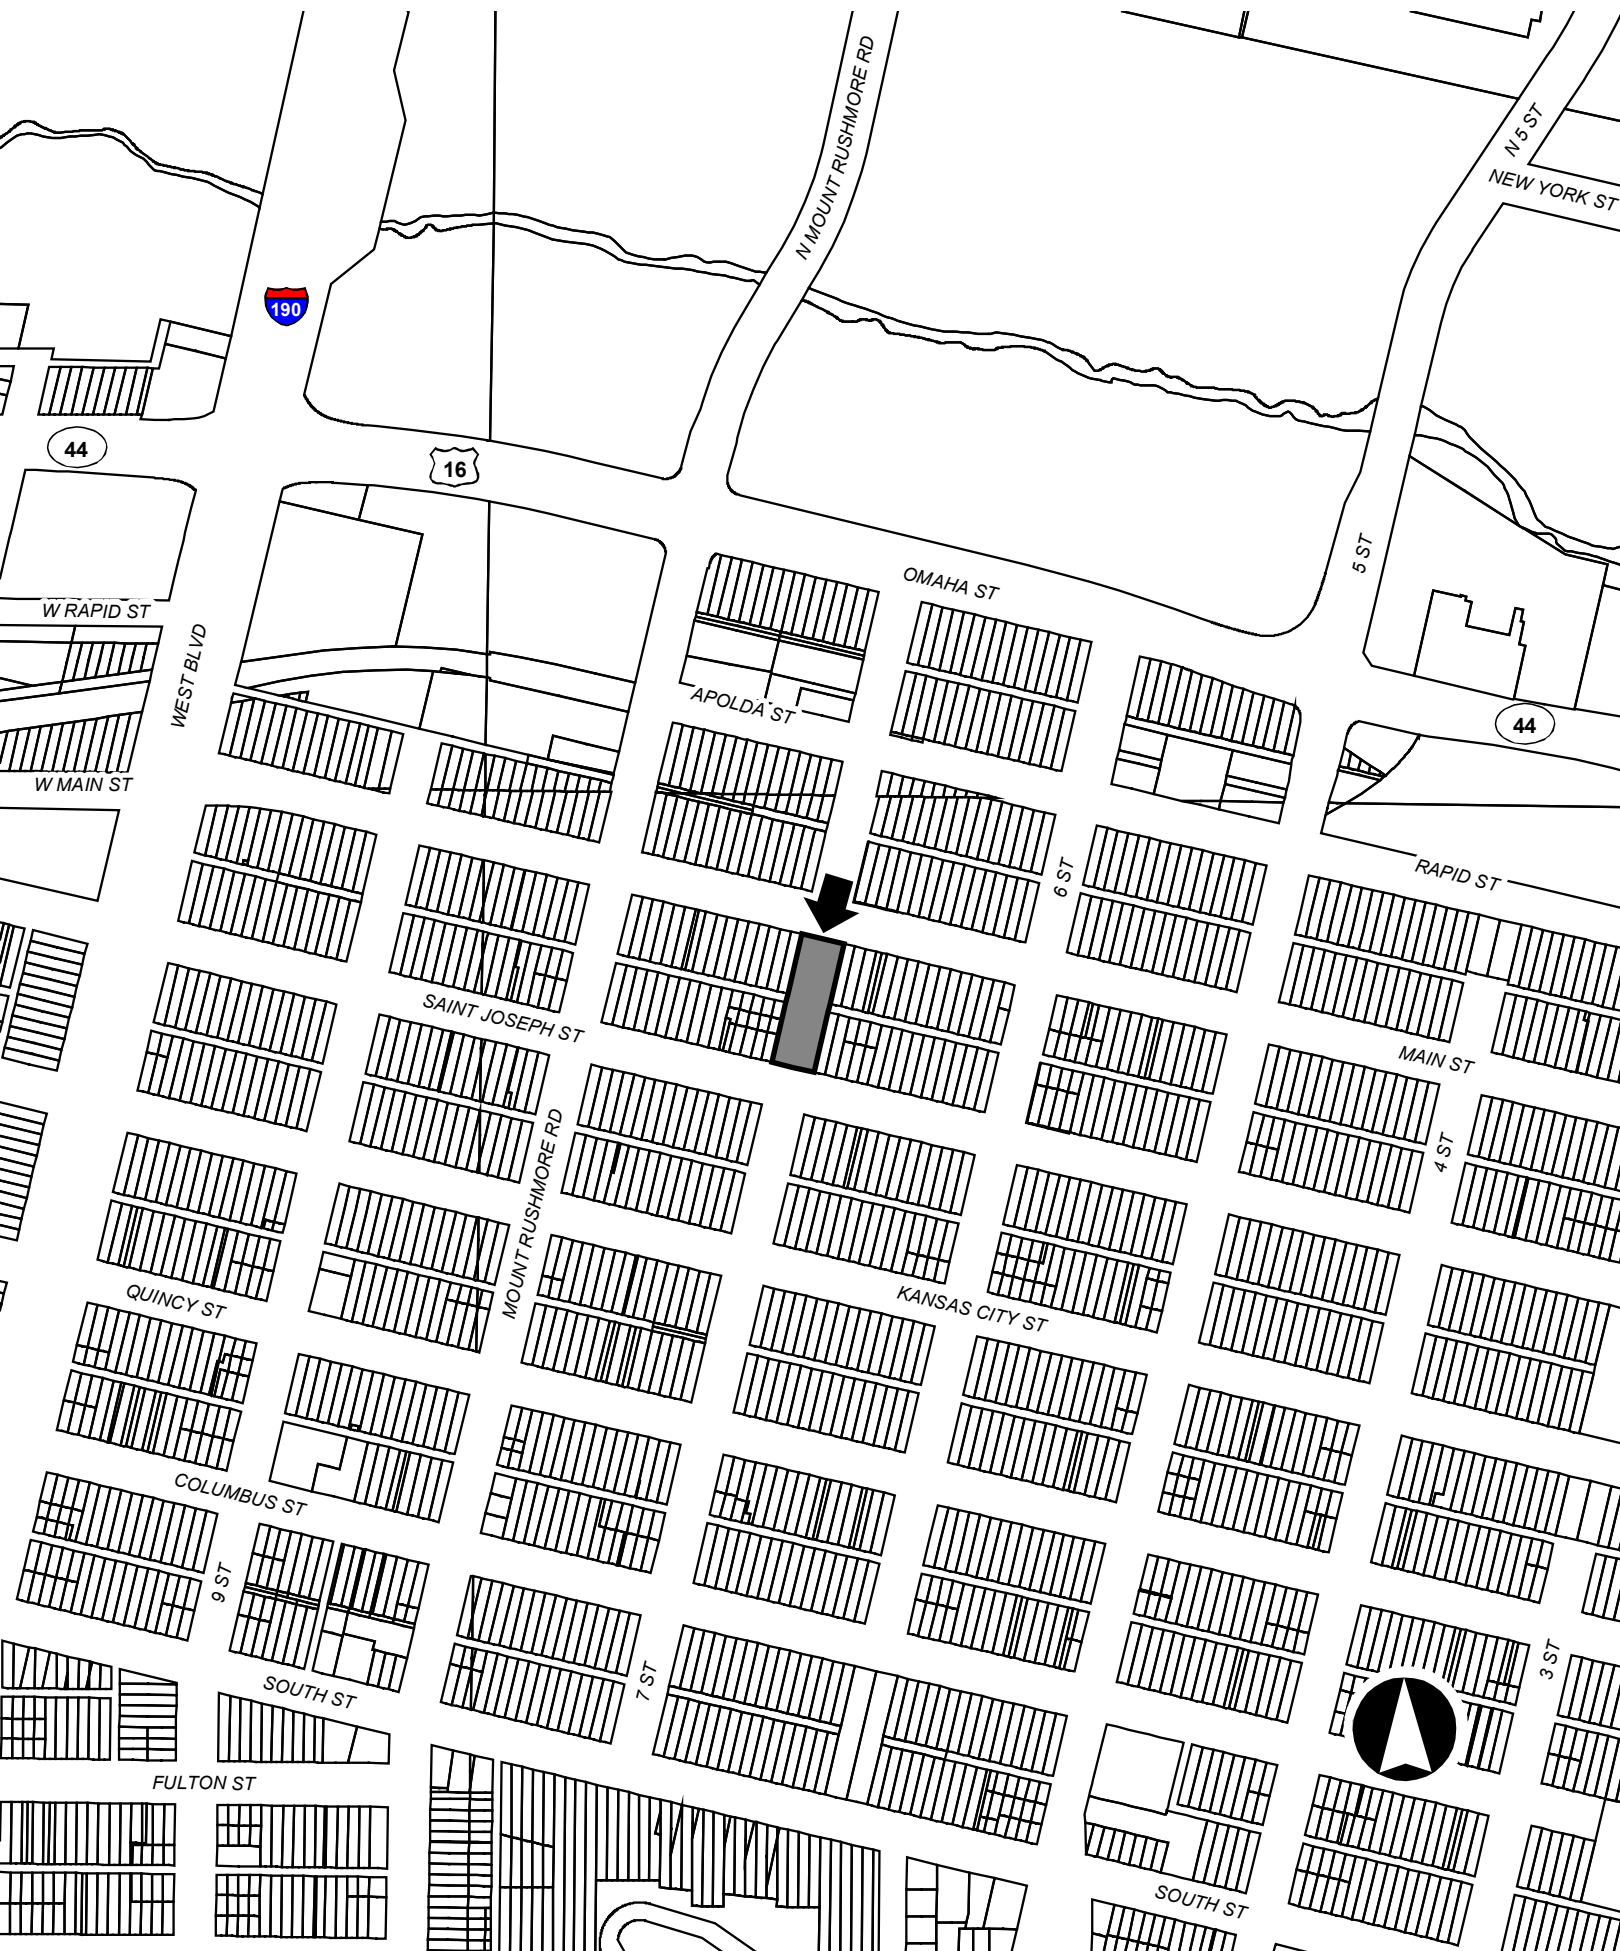 N MOUNT RUSHMORE RD
N 5 ST
NEW YORK ST
190
44
16
5 ST
OMAHA ST
W RAPID ST
WEST BLVD
APOLDA ST
44
W MAIN ST
RAPID ST
6 ST
SAINT JOSEPH ST
MAIN ST
4 ST
MOUNT RUSHMORE RD
QUINCY ST
KANSAS CITY ST
COLUMBUS ST
9 ST
3 ST
7 ST
SOUTH ST
FULTON ST
SOUTH ST